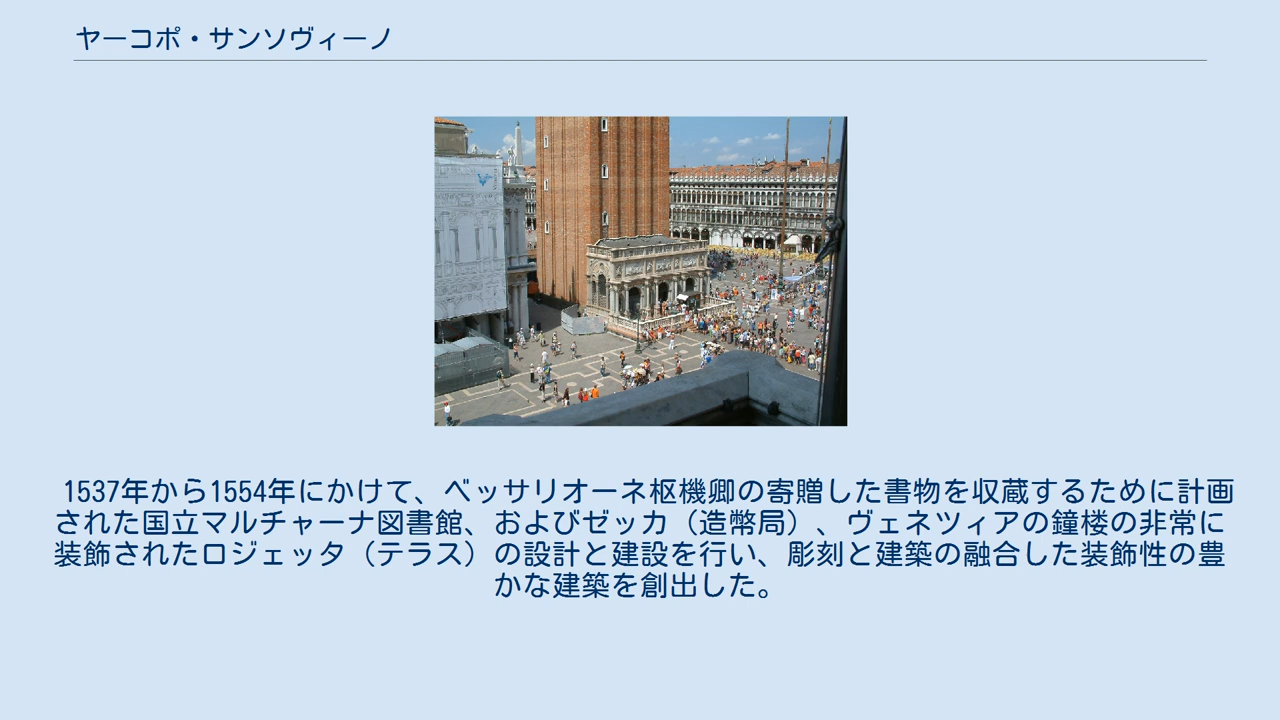 ヤーコポ・サンソヴィーノ
1537年から1554年にかけて、ベッサリオーネ枢機卿の寄贈した書物を収蔵するために計画
された国立マルチャーナ図書館、およびゼッカ（造幣局）、ヴェネツィアの鐘楼の非常に
装飾されたロジェッタ（テラス）の設計と建設を行い、彫刻と建築の融合した装飾性の豊
かな建築を創出した。